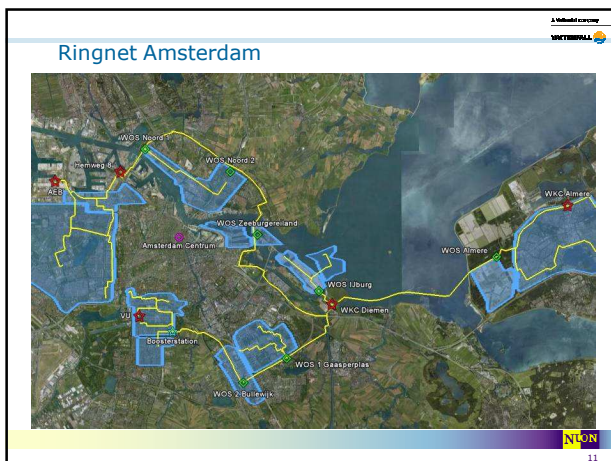 A Vattenfall company
VATTENFALL
Ringnet Amsterdam
WOS Noord 1
Hemweg 8
WOS Noord 2
AEB
WKC Almere
WOS Zeeburgereiland
Amsterdam Centrum
WOS Almere
WOS IJburg
WKC Diemen
VU
Boosterstation
WOS 1 Gaasperplas
WOS 2 Bullewijk
NUON
11